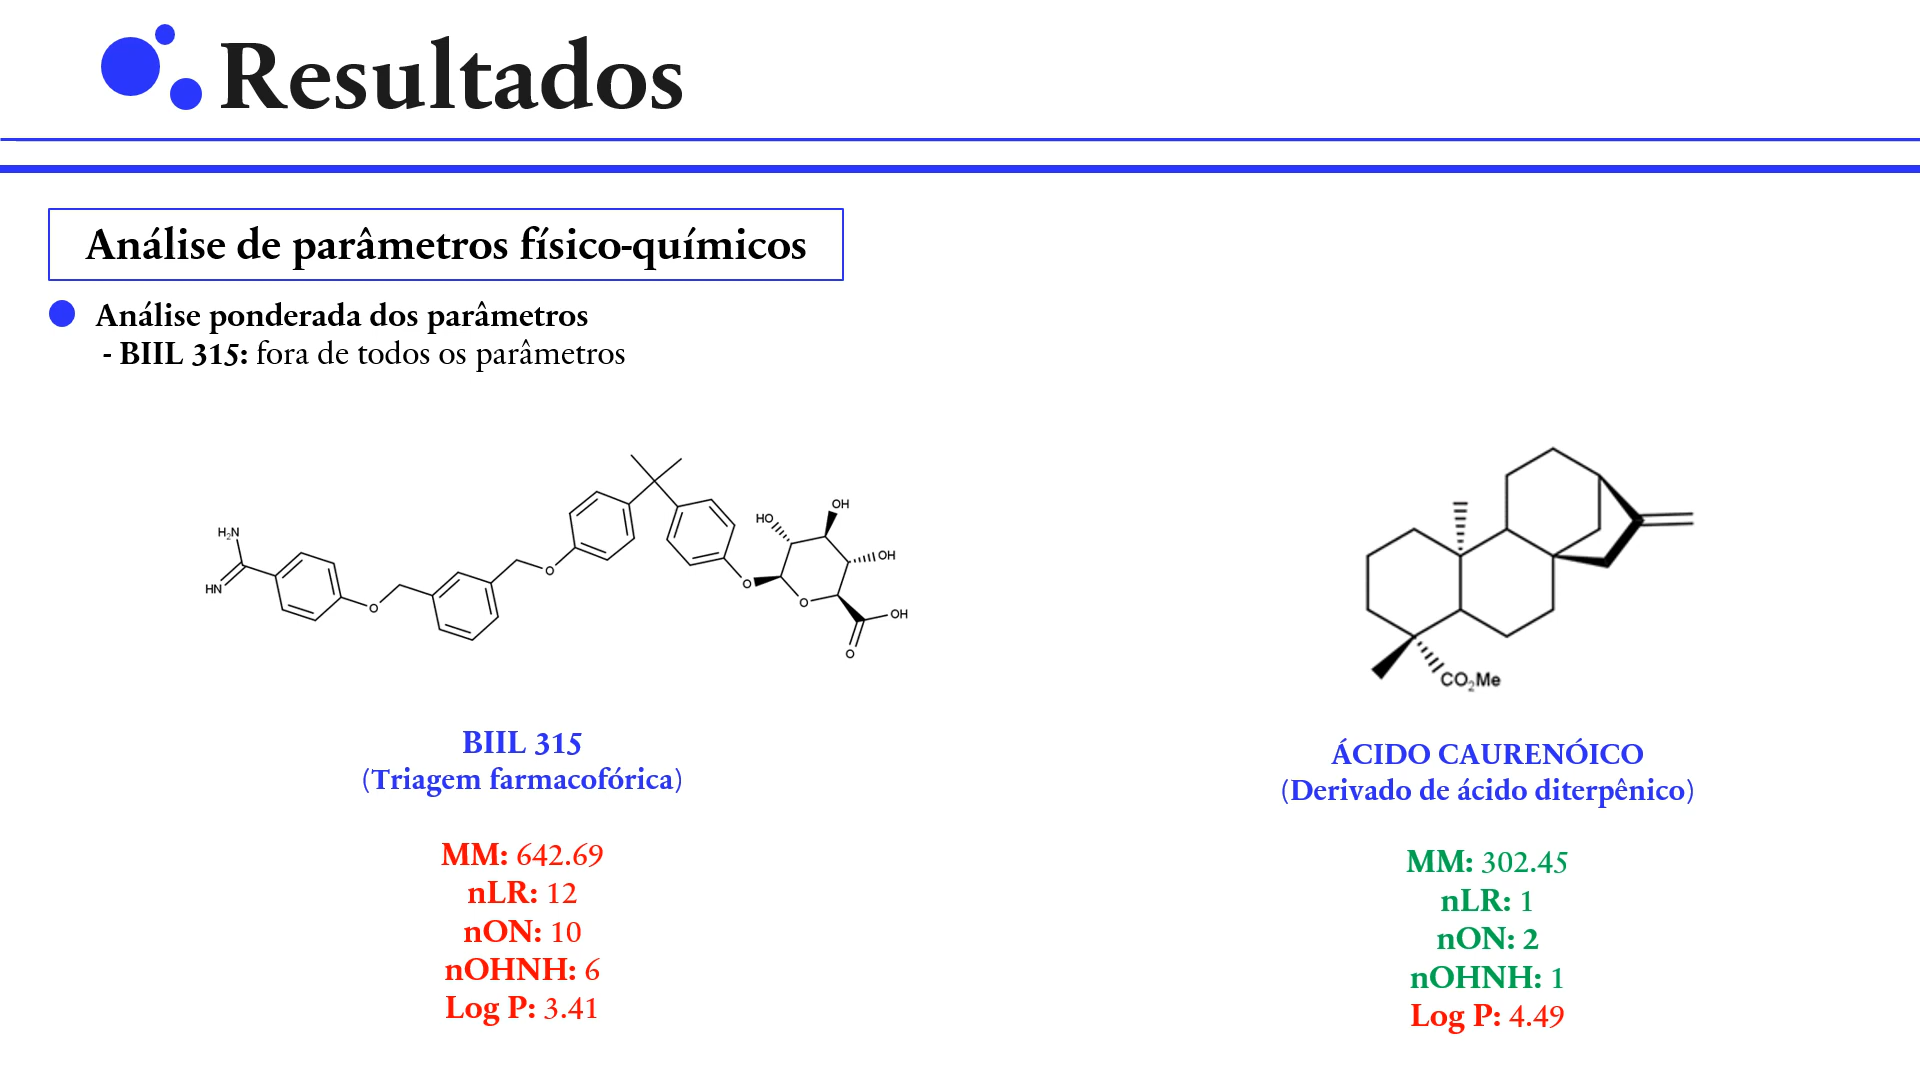 Resultados
Análise de parâmetros físico-químicos
Análise ponderada dos parâmetros
- BIIL 315: fora de todos os parâmetros
H2N
HN
O
O
O
HO
OH
OH
O
OH
O
CO2Me
BIIL 315
(Triagem farmacofórica)
MM: 642.69
nLR: 12
nON: 10
nOHNH: 6
Log P: 3.41
ÁCIDO CAURENÓICO
(Derivado de ácido diterpênico)
MM: 302.45
nLR: 1
nON: 2
nOHNH: 1
Log P: 4.49